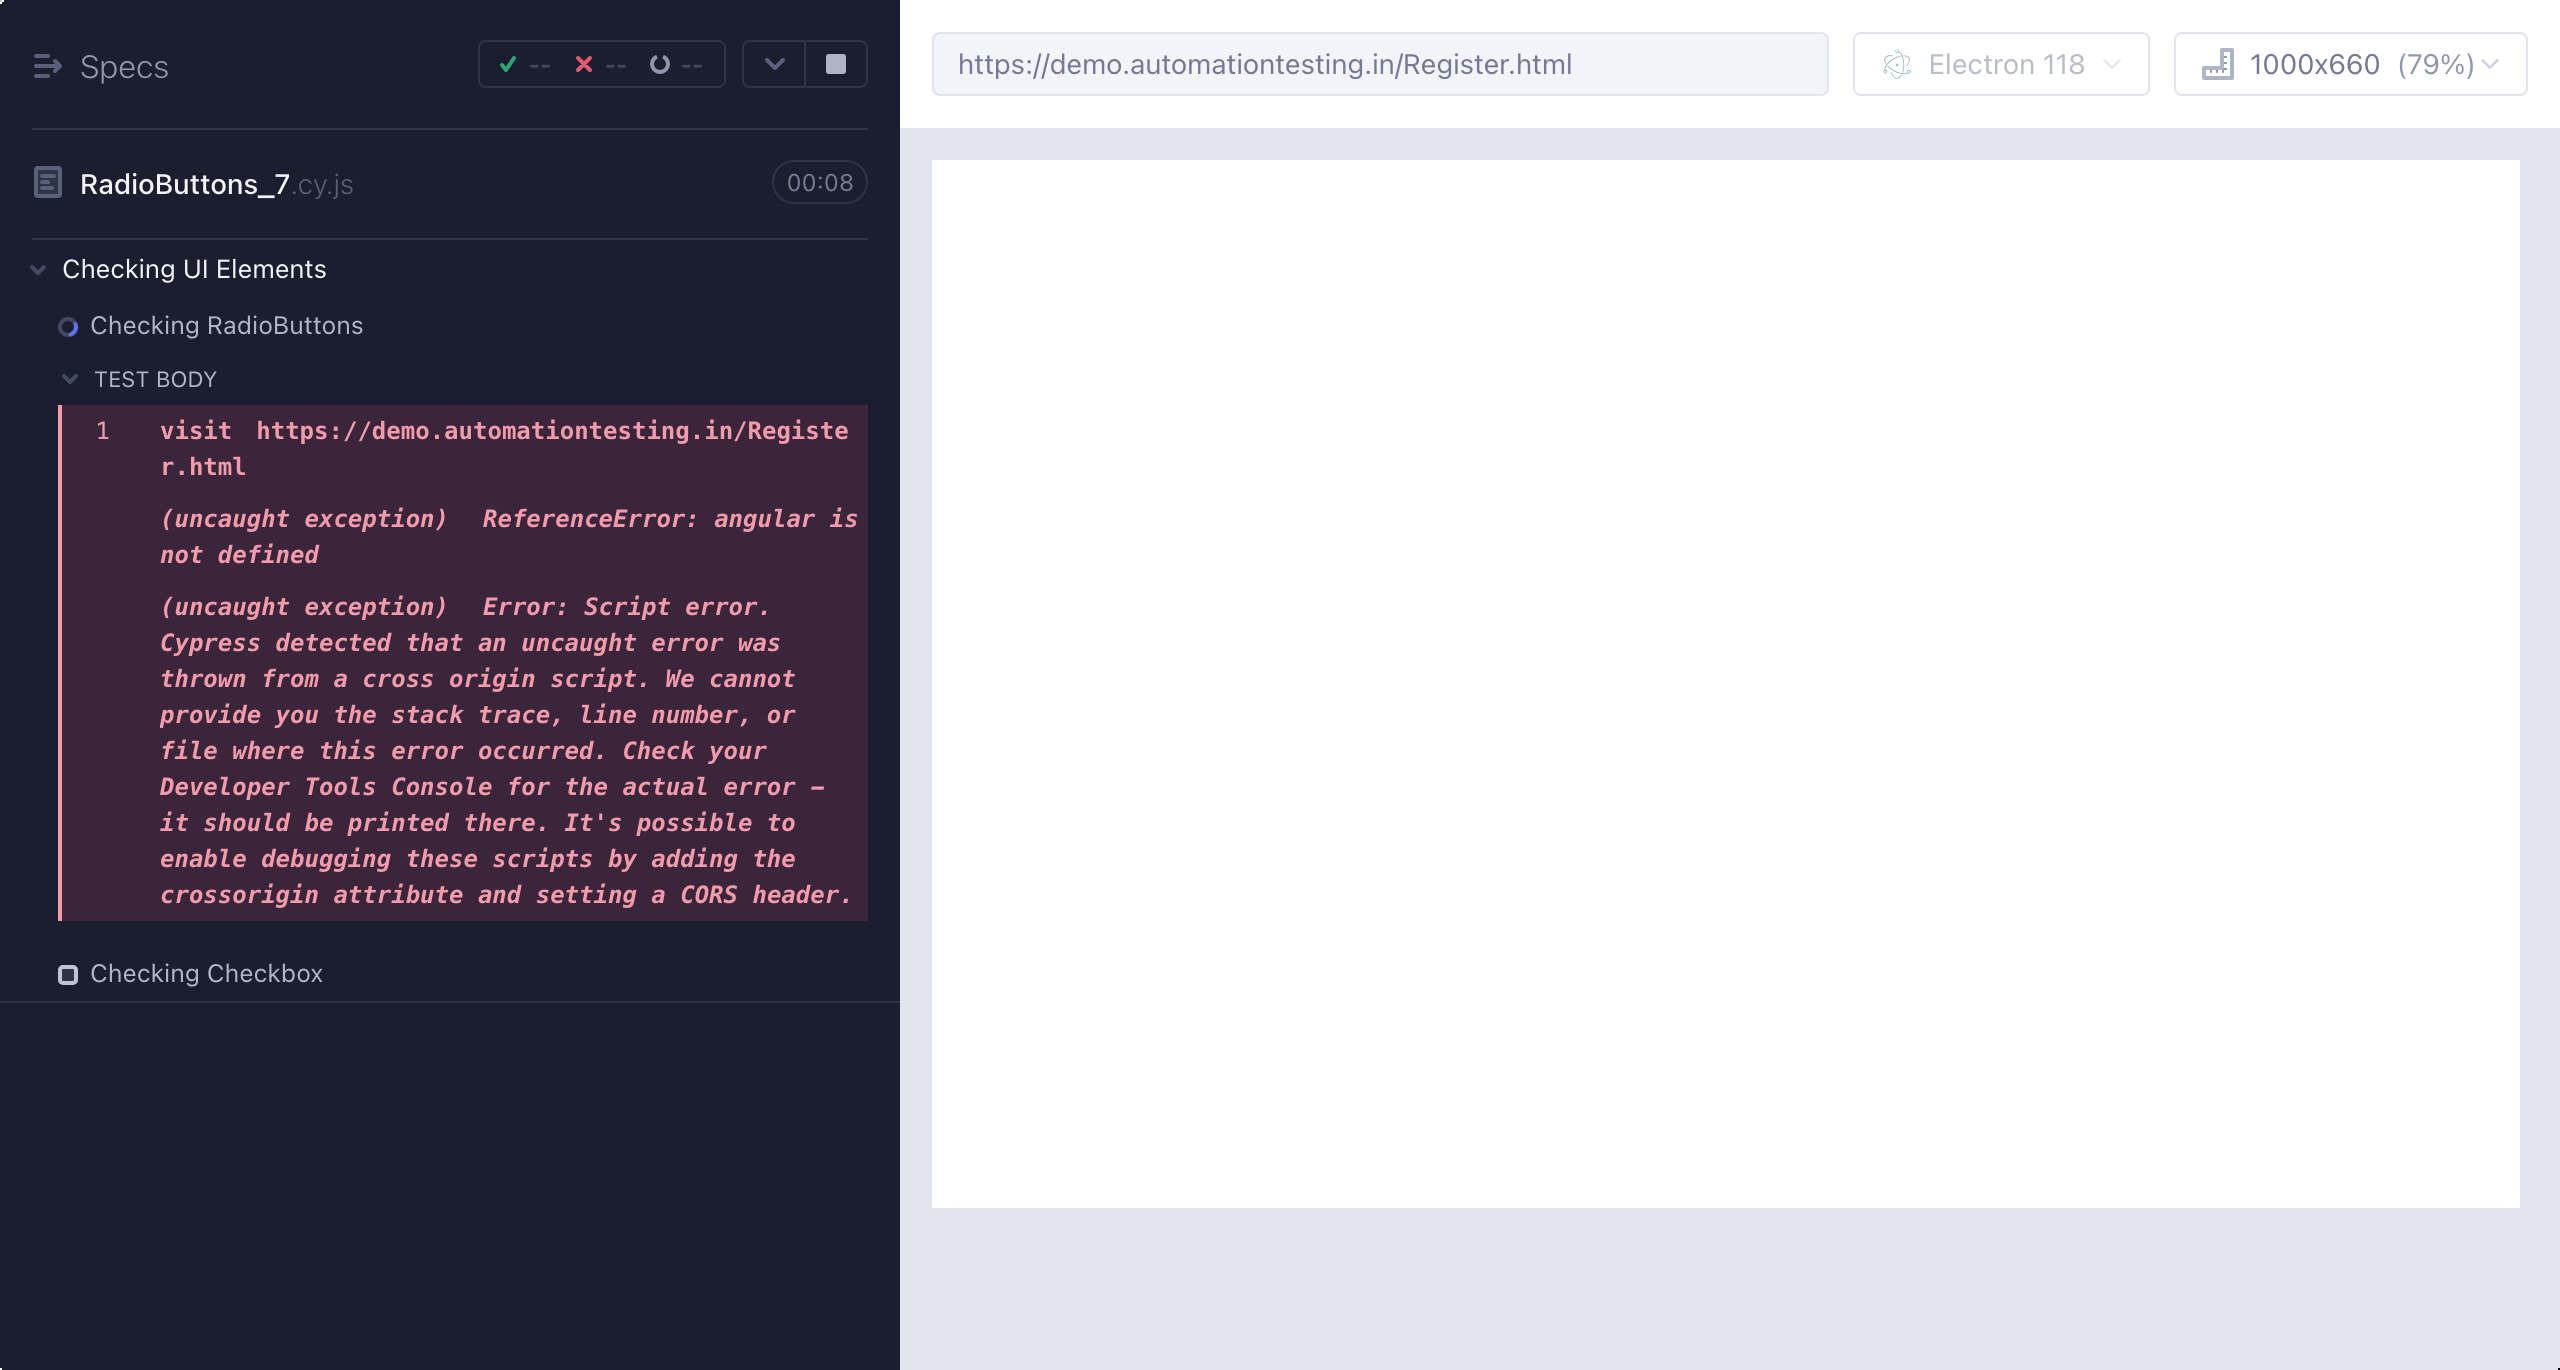 Specs
-- -- --
RadioButtons_7.cy.js
00:08
Checking UI Elements
Checking RadioButtons
TEST BODY
1 visit https://demo.automationtesting.in/Registe
r.html
(uncaught exception) ReferenceError: angular is
not defined
(uncaught exception) Error: Script error.
Cypress detected that an uncaught error was
thrown from a cross origin script. We cannot
provide you the stack trace, line number, or
file where this error occurred. Check your
Developer Tools Console for the actual error –
it should be printed there. It's possible to
enable debugging these scripts by adding the
crossorigin attribute and setting a CORS header.
Checking Checkbox
https://demo.automationtesting.in/Register.html
Electron 118
1000x660 (79%)